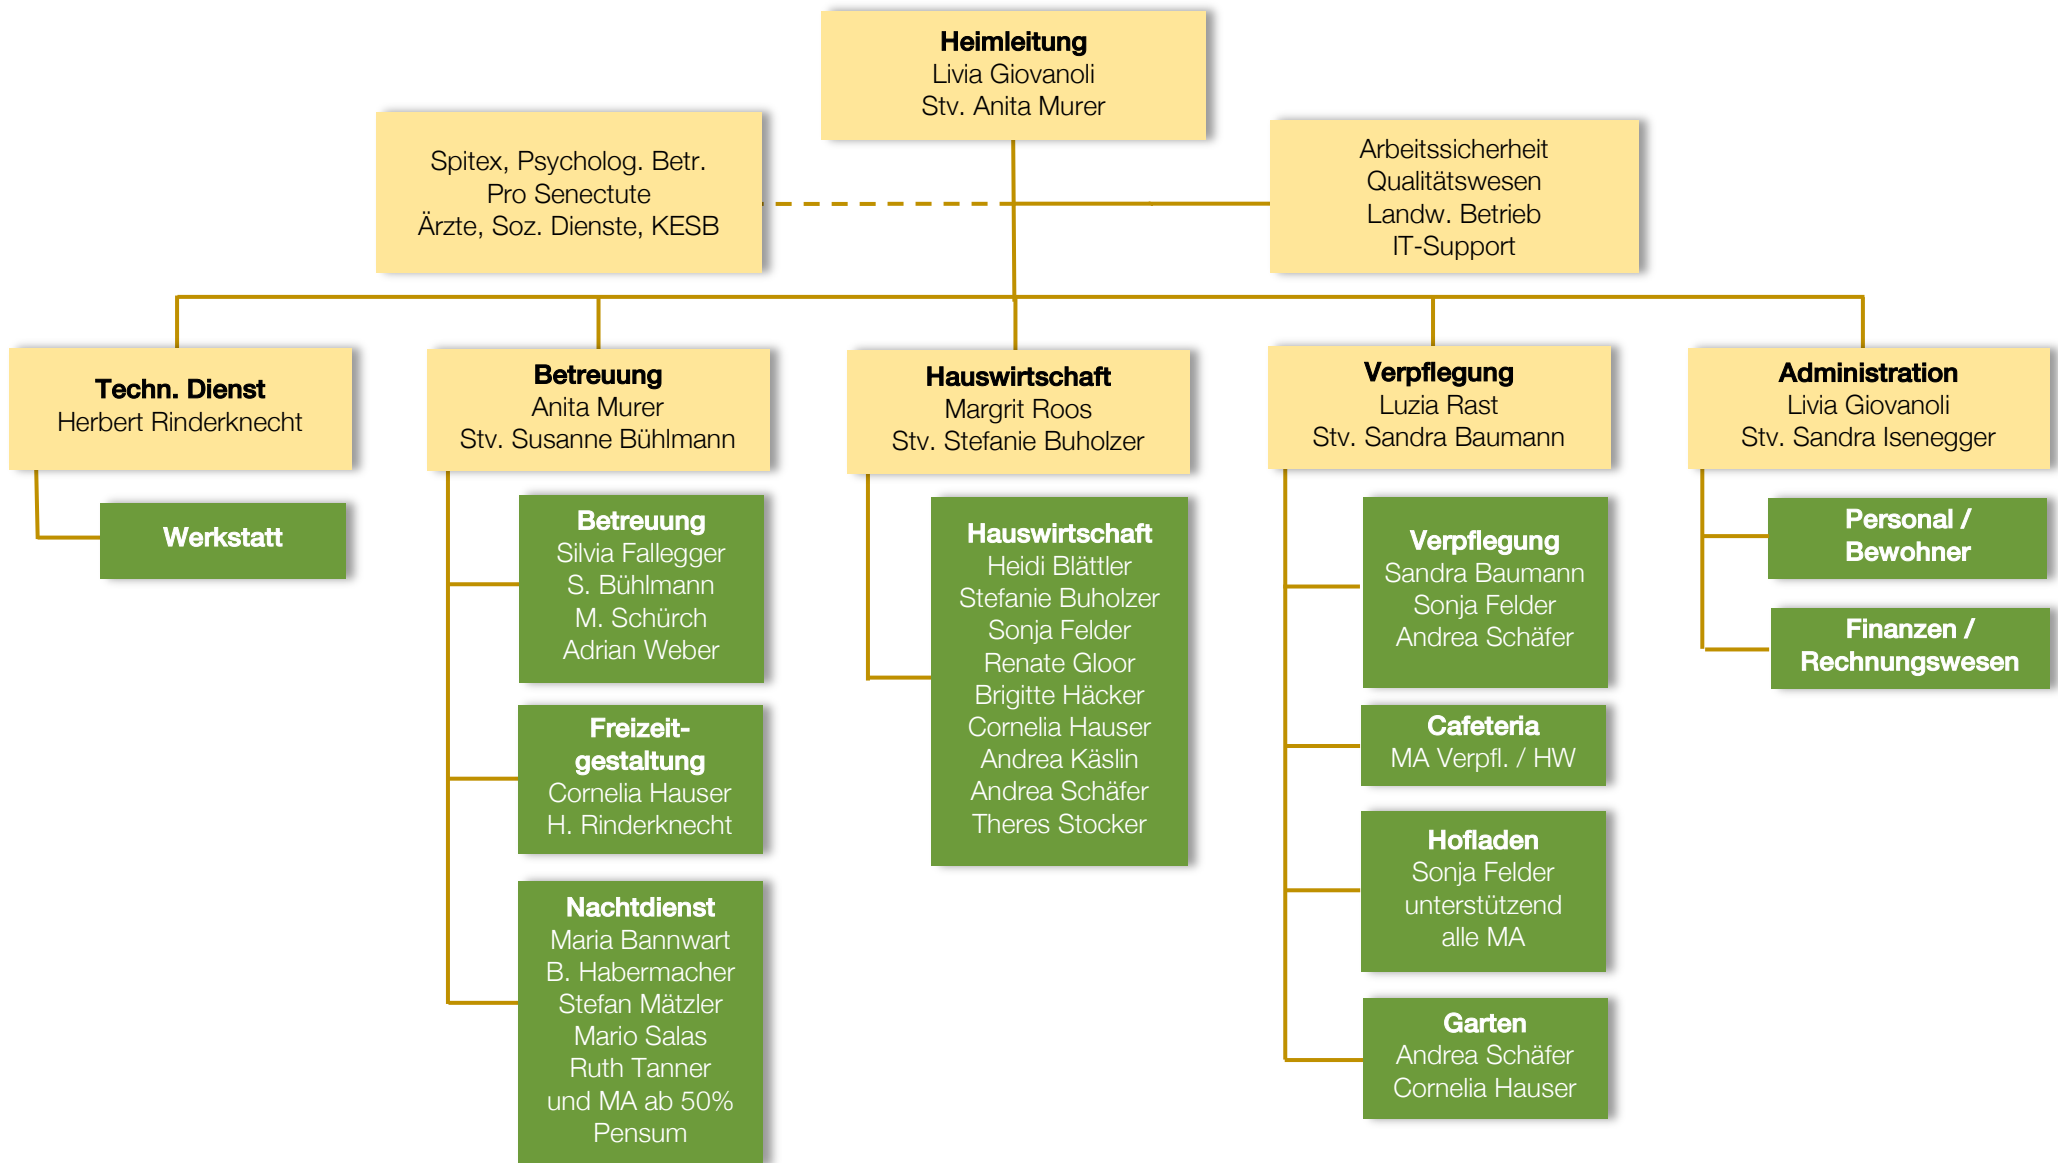 Heimleitung
Livia Giovanoli
Stv. Anita Murer
Spitex, Psycholog. Betr.
Pro Senectute
Ärzte, Soz. Dienste, KESB
Arbeitssicherheit
Qualitätswesen
Landw. Betrieb
IT-Support
Techn. Dienst
Herbert Rinderknecht
Werkstatt
Betreuung
Anita Murer
Stv. Susanne Bühlmann
Betreuung
Silvia Fallegger
S. Bühlmann
M. Schürch
Adrian Weber
Freizeit-
gestaltung
Cornelia Hauser
H. Rinderknecht
Nachtdienst
Maria Bannwart
B. Habermacher
Stefan Mätzler
Mario Salas
Ruth Tanner
und MA ab 50%
Pensum
Hauswirtschaft
Margrit Roos
Stv. Stefanie Buholzer
Hauswirtschaft
Heidi Blättler
Stefanie Buholzer
Sonja Felder
Renate Gloor
Brigitte Häcker
Cornelia Hauser
Andrea Käslin
Andrea Schäfer
Theres Stocker
Verpflegung
Luzia Rast
Stv. Sandra Baumann
Verpflegung
Sandra Baumann
Sonja Felder
Andrea Schäfer
Cafeteria
MA Verpfl. / HW
Hofladen
Sonja Felder
unterstützend
alle MA
Garten
Andrea Schäfer
Cornelia Hauser
Administration
Livia Giovanoli
Stv. Sandra Isenegger
Personal /
Bewohner
Finanzen /
Rechnungswesen